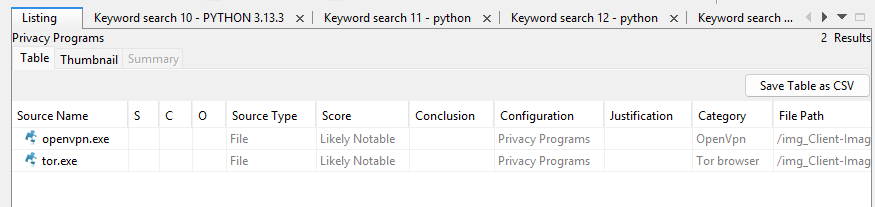 Listing Keyword search 10 - PYTHON 3.13.3 Keyword search 11 - python Keyword search 12 - python Keyword search ...
Privacy Programs 2 Results
Table Thumbnail Summary
Save Table as CSV
Source Name S C O Source Type Score Conclusion Configuration Justification Category File Path
openvpn.exe File Likely Notable Privacy Programs OpenVpn /img_Client-Imag
tor.exe File Likely Notable Privacy Programs Tor browser /img_Client-Imag